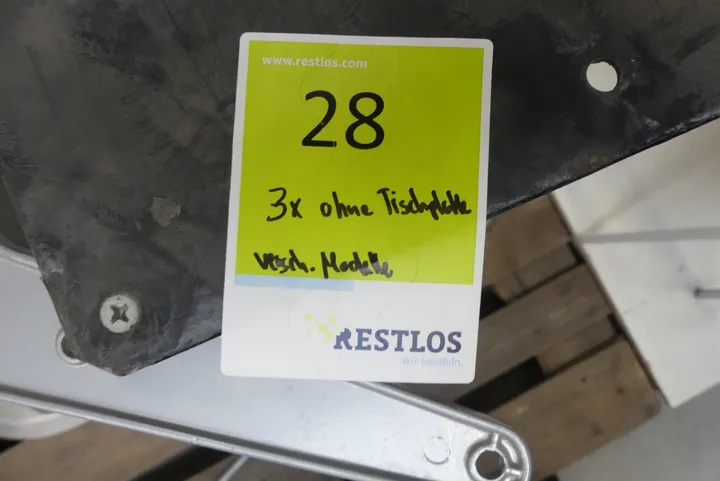 www.restlos.com
28
3x ohne Tischplatte
versch. Modelle
RESTLOS
Wir handeln.